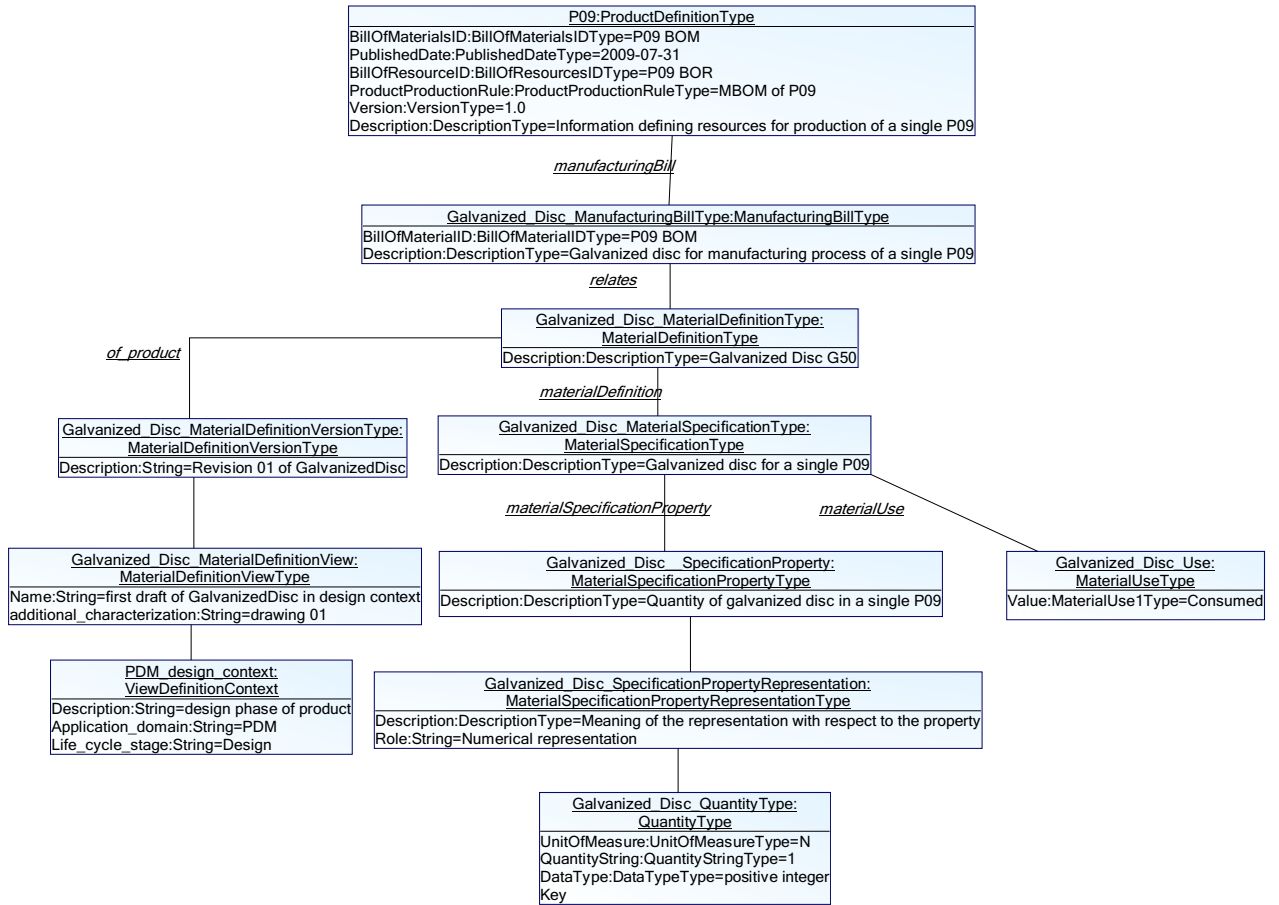 P09:ProductDefinitionType
BillOfMaterialsID:BillOfMaterialsIDType=P09 BOM
PublishedDate:PublishedDateType=2009-07-31
BillOfResourceID:BillOfResourcesIDType=P09 BOR
ProductProductionRule:ProductProductionRuleType=MBOM of P09
Version:VersionType=1.0
Description:DescriptionType=Information defining resources for production of a single P09
manufacturingBill
Galvanized_Disc_ManufacturingBillType:ManufacturingBillType
BillOfMaterialID:BillOfMaterialIDType=P09 BOM
Description:DescriptionType=Galvanized disc for manufacturing process of a single P09
relates
Galvanized_Disc_MaterialDefinitionType:
MaterialDefinitionType
Description:DescriptionType=Galvanized Disc G50
of_product
materialDefinition
Galvanized_Disc_MaterialDefinitionVersionType:
MaterialDefinitionVersionType
Description:String=Revision 01 of GalvanizedDisc
Galvanized_Disc_MaterialSpecificationType:
MaterialSpecificationType
Description:DescriptionType=Galvanized disc for a single P09
materialSpecificationProperty
materialUse
Galvanized_Disc_MaterialDefinitionView:
MaterialDefinitionViewType
Name:String=first draft of GalvanizedDisc in design context
additional_characterization:String=drawing 01
Galvanized_Disc__SpecificationProperty:
MaterialSpecificationPropertyType
Description:DescriptionType=Quantity of galvanized disc in a single P09
Galvanized_Disc_Use:
MaterialUseType
Value:MaterialUse1Type=Consumed
PDM_design_context:
ViewDefinitionContext
Description:String=design phase of product
Application_domain:String=PDM
Life_cycle_stage:String=Design
Galvanized_Disc_SpecificationPropertyRepresentation:
MaterialSpecificationPropertyRepresentationType
Description:DescriptionType=Meaning of the representation with respect to the property
Role:String=Numerical representation
Galvanized_Disc_QuantityType:
QuantityType
UnitOfMeasure:UnitOfMeasureType=N
QuantityString:QuantityStringType=1
DataType:DataTypeType=positive integer
Key